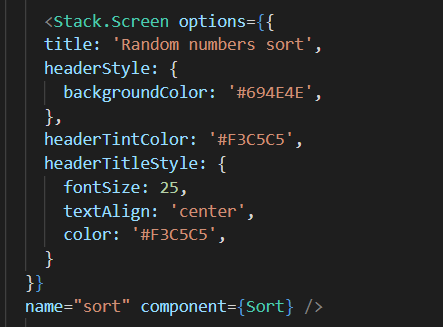 <Stack.Screen options={{
title: 'Random numbers sort',
headerStyle: {
backgroundColor: '#694E4E',
},
headerTintColor: '#F3C5C5',
headerTitleStyle: {
fontSize: 25,
textAlign: 'center',
color: '#F3C5C5',
}
}}
name="sort" component={Sort} />